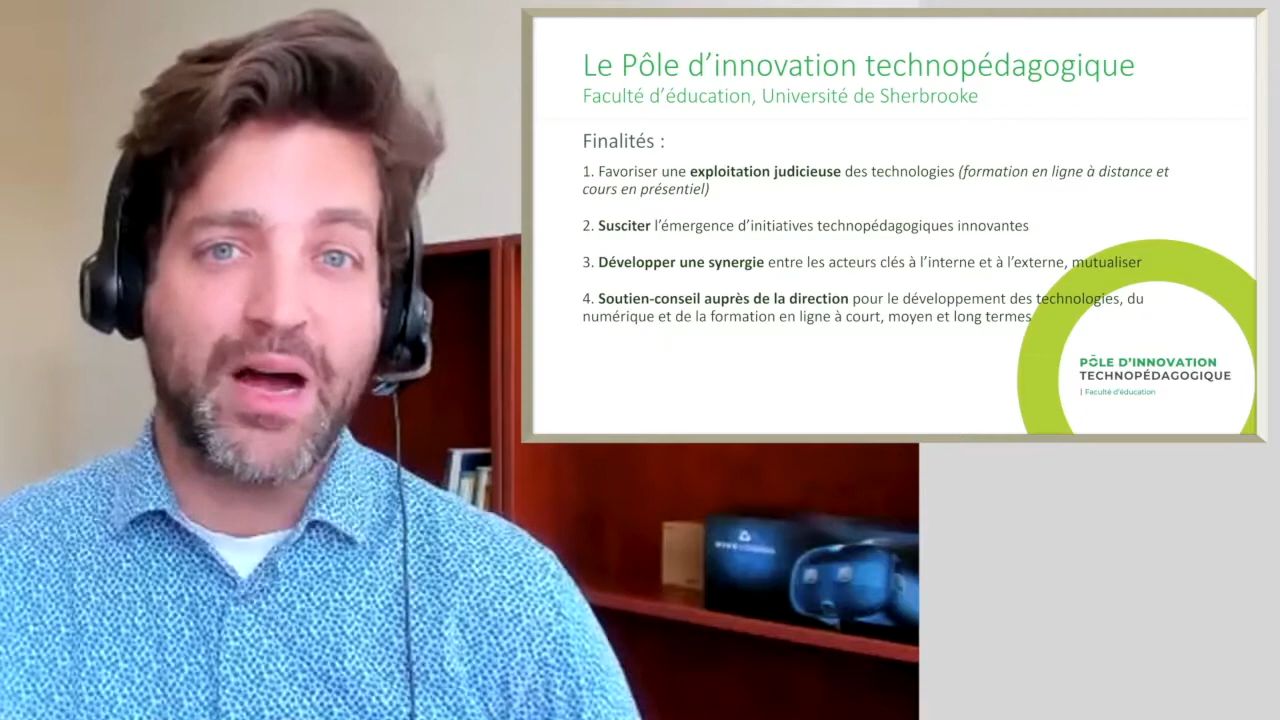 Le Pôle d'innovation technopédagogique
Faculté d'éducation, Université de Sherbrooke
Finalités :
1. Favoriser une exploitation judicieuse des technologies (formation en ligne à distance et
cours en présentiel)
2. Susciter l'émergence d'initiatives technopédagogiques innovantes
3. Développer une synergie entre les acteurs clés à l'interne et à l'externe, mutualiser
4. Soutien-conseil auprès de la direction pour le développement des technologies, du
numérique et de la formation en ligne à court, moyen et long termes
PÔLE D'INNOVATION
TECHNOPÉDAGOGIQUE
| Faculté d'éducation